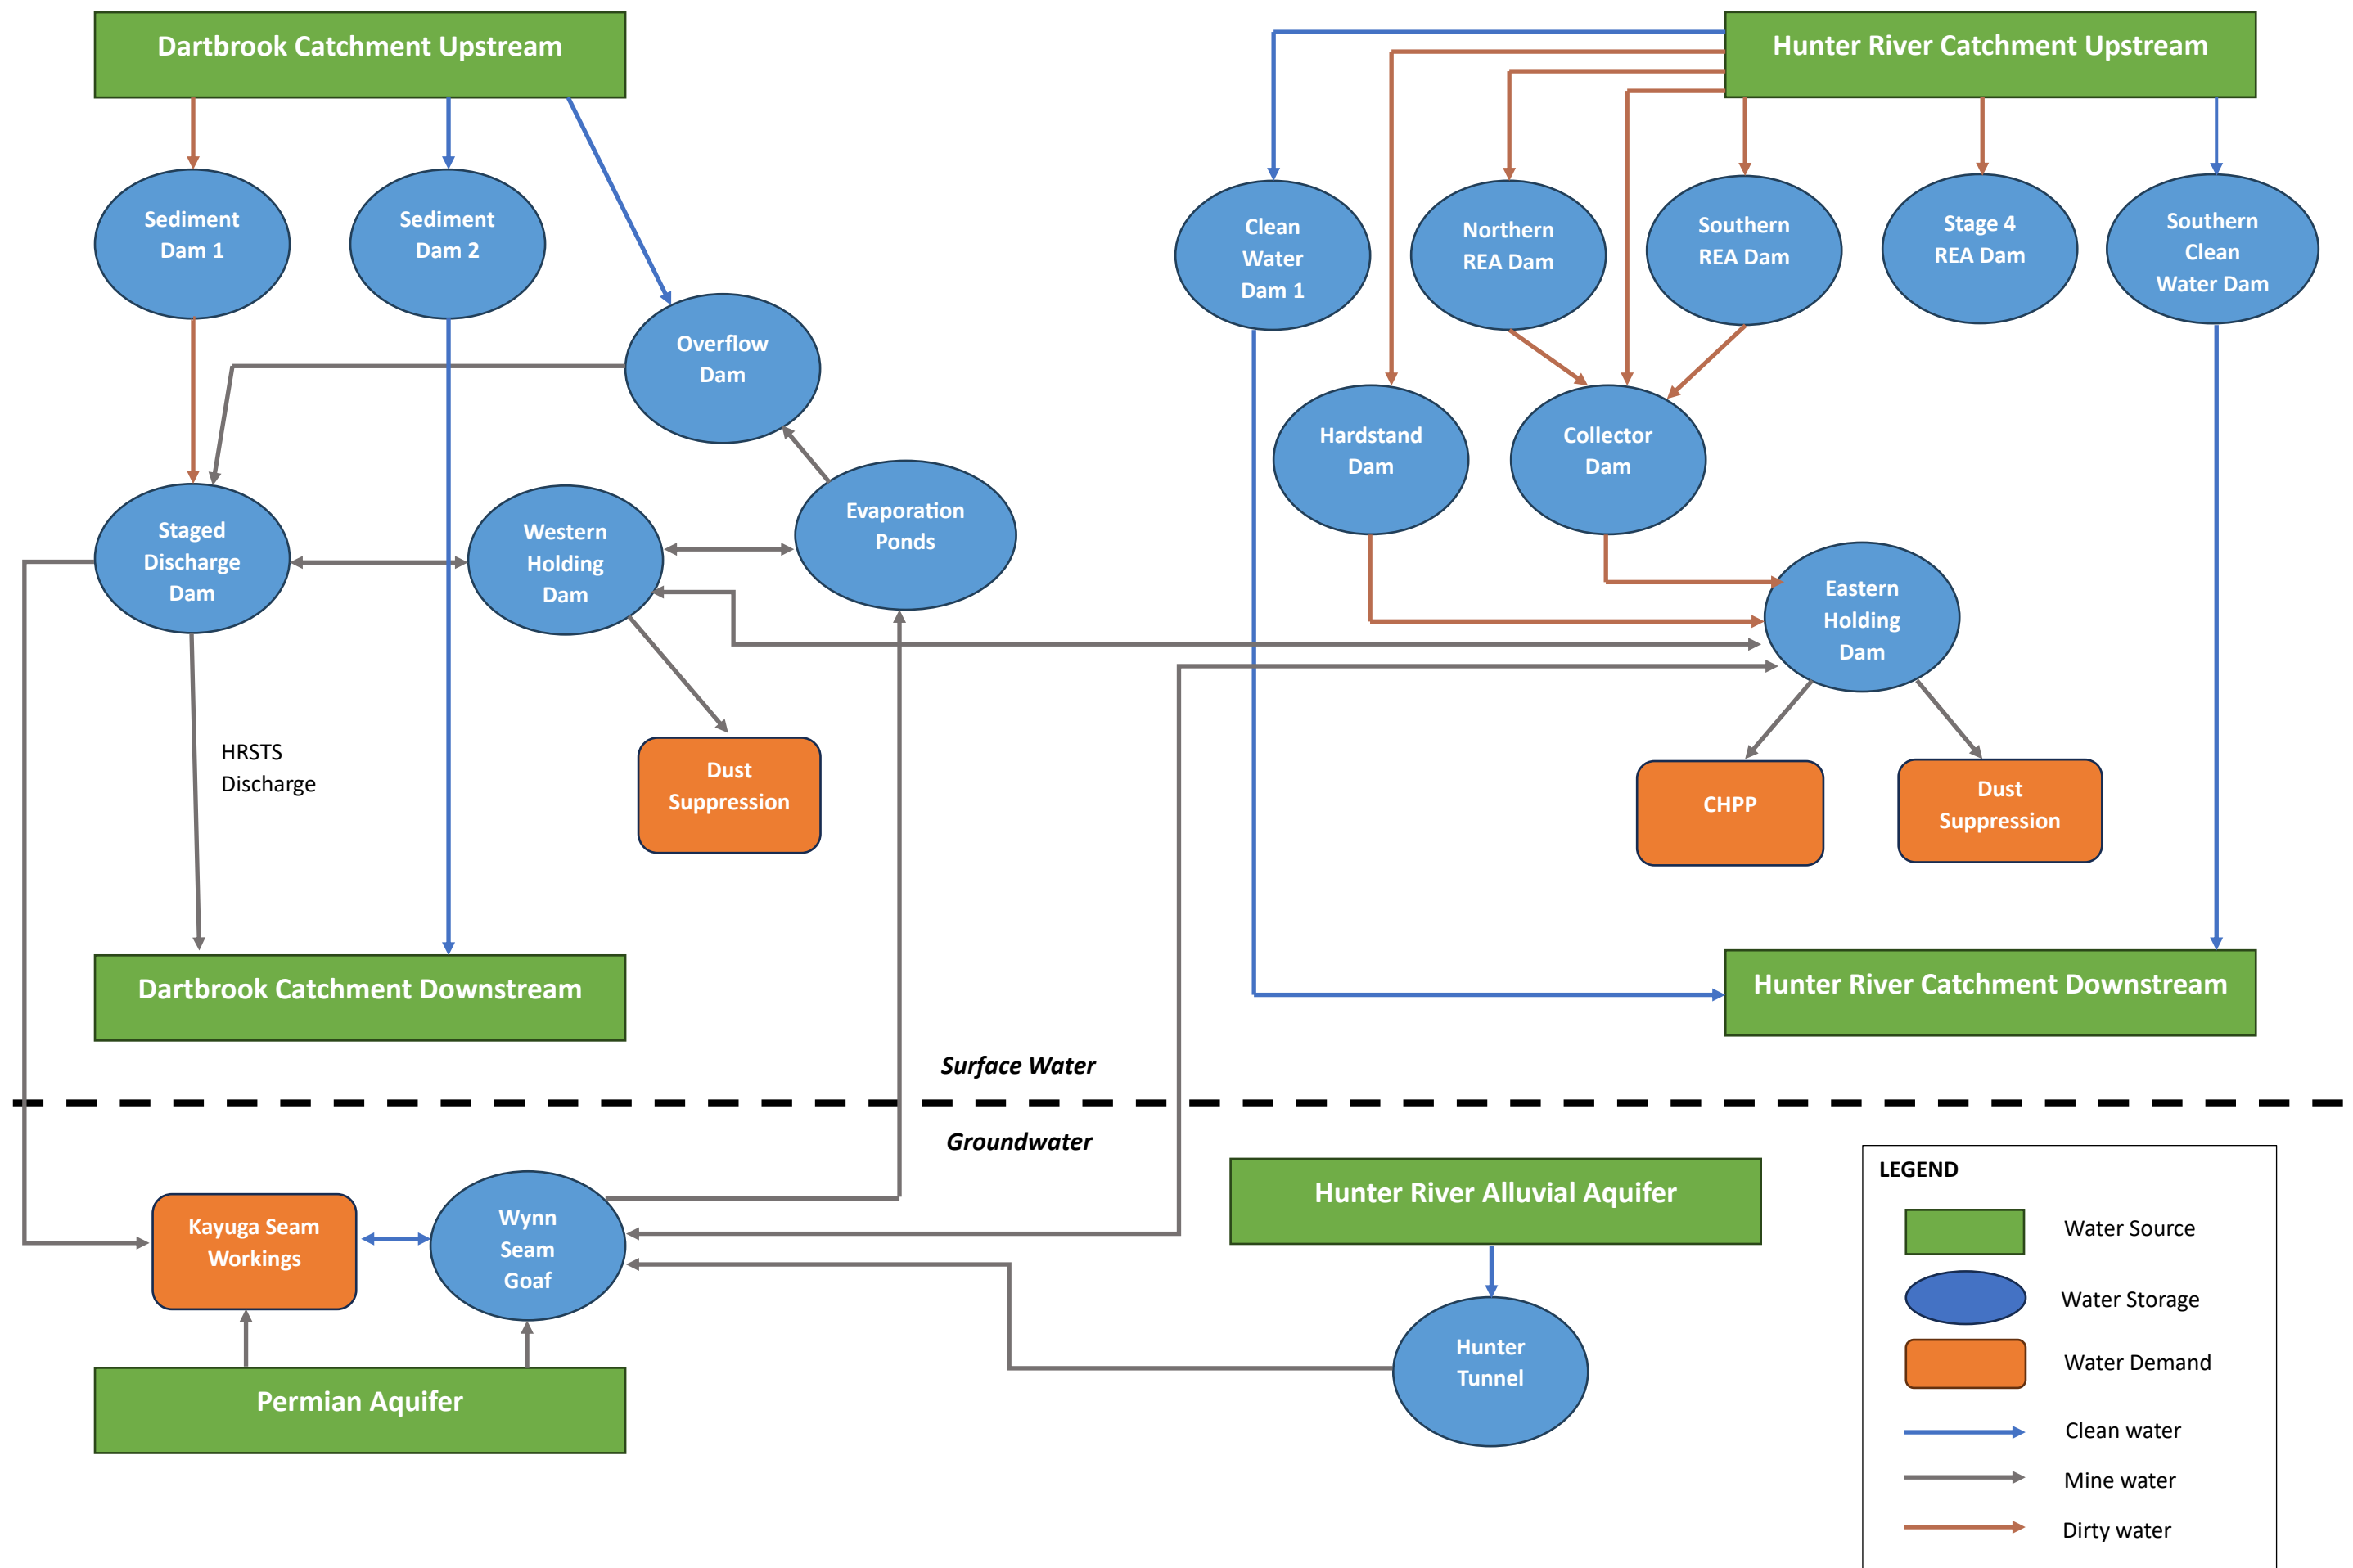 Dartbrook Catchment Upstream
Hunter River Catchment Upstream
Sediment
Dam 1
Sediment
Dam 2
Overflow
Dam
Clean
Water
Dam 1
Northern
REA Dam
Southern
REA Dam
Stage 4
REA Dam
Southern
Clean
Water Dam
Hardstand
Dam
Collector
Dam
Staged
Discharge
Dam
Western
Holding
Dam
Evaporation
Ponds
Eastern
Holding
Dam
HRSTS
Discharge
Dust
Suppression
CHPP
Dust
Suppression
Dartbrook Catchment Downstream
Hunter River Catchment Downstream
Surface Water
Groundwater
Kayuga Seam
Workings
Wynn
Seam
Goaf
Hunter River Alluvial Aquifer
Hunter
Tunnel
Permian Aquifer
LEGEND
Water Source
Water Storage
Water Demand
Clean water
Mine water
Dirty water